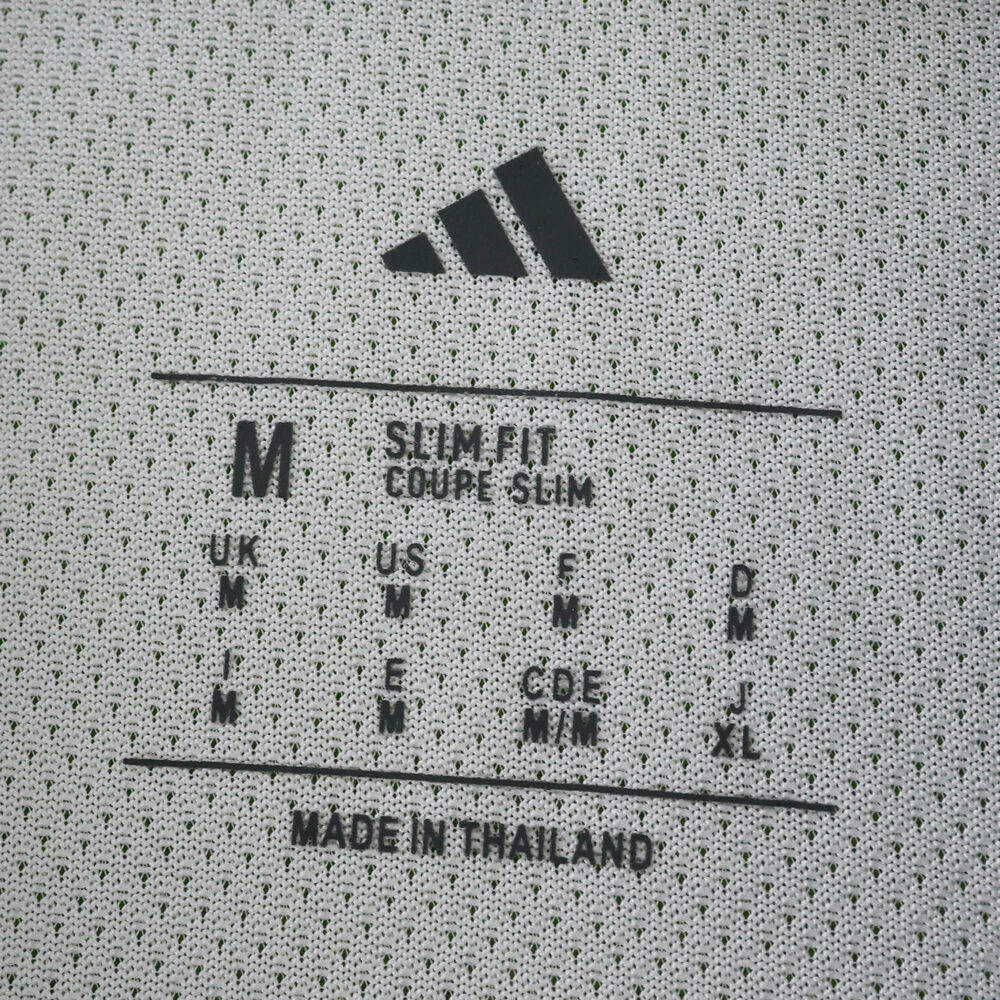 M SLIM FIT
COUPE SLIM
UK US F D
M M M M
I E CDE J
M M M/M XL
MADE IN THAILAND